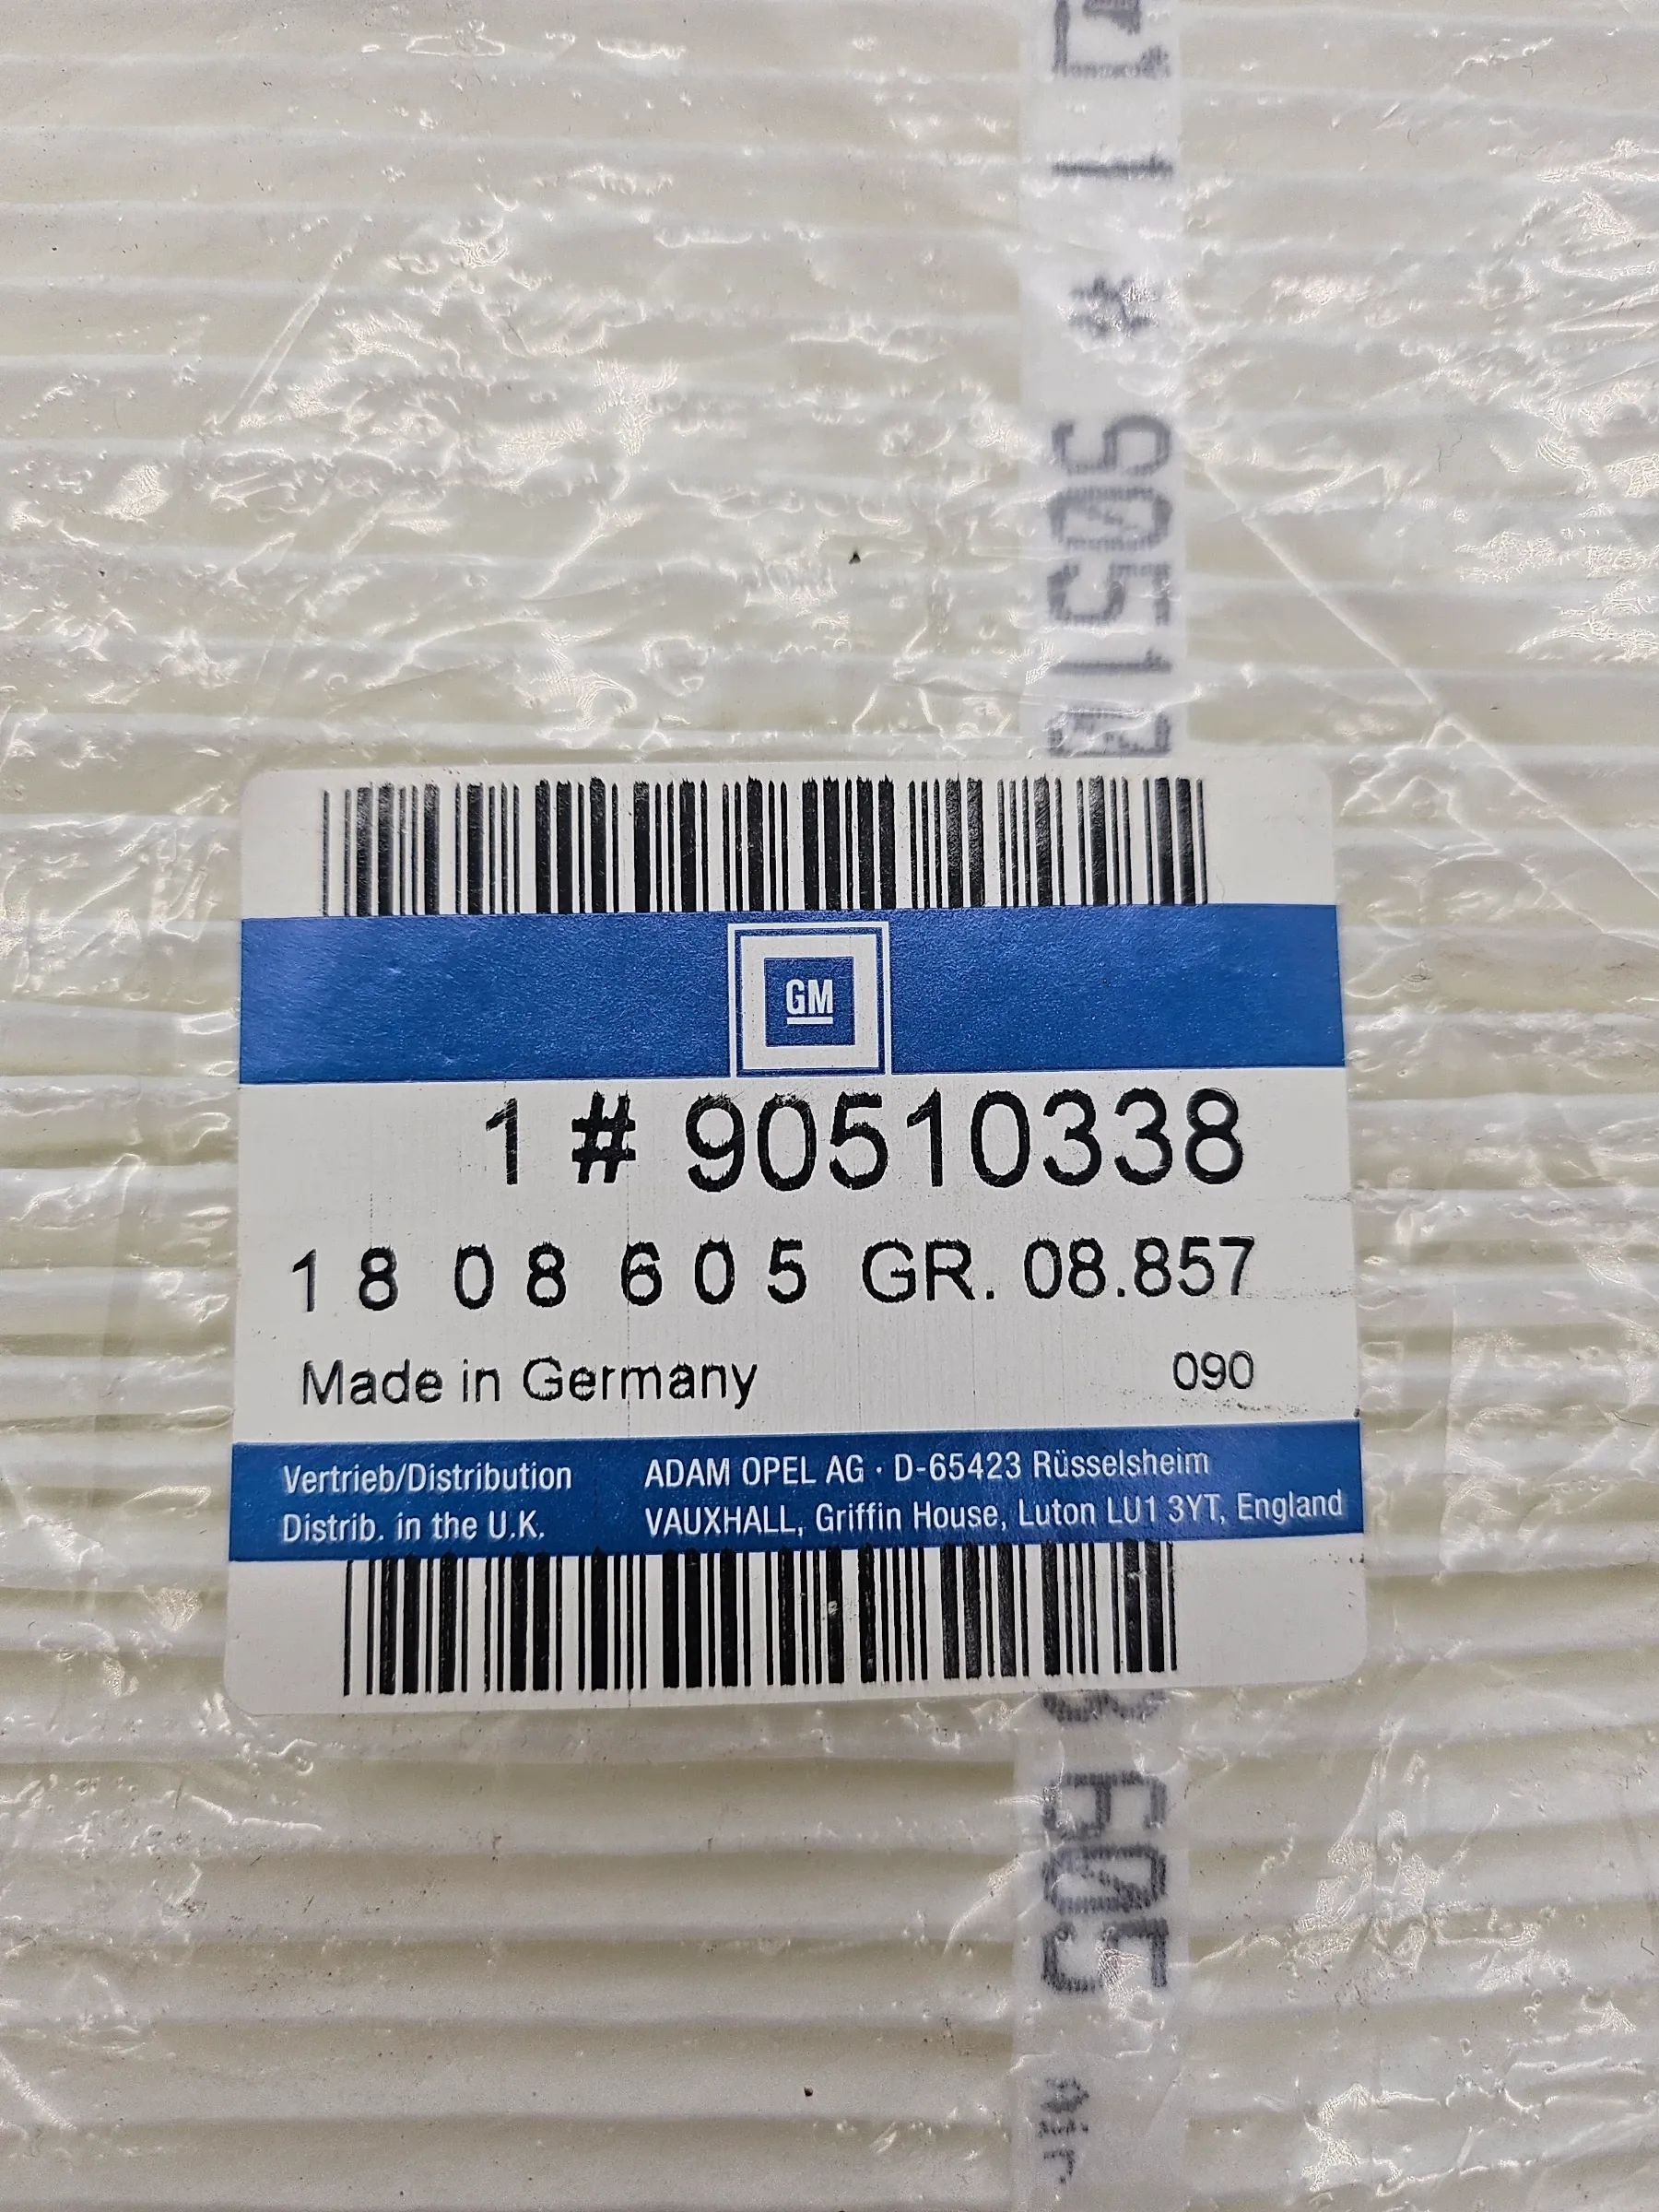 GM
1 # 90510338
1 8 0 8 6 0 5 GR. 08.857
Made in Germany 090
Vertrieb/Distribution ADAM OPEL AG · D-65423 Rüsselsheim
Distrib. in the U.K. VAUXHALL, Griffin House, Luton LU1 3YT, England